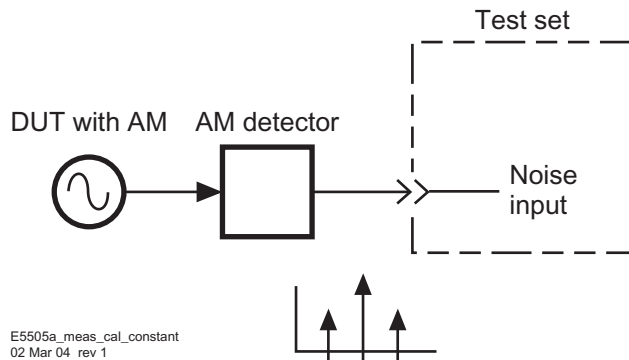 Test set
DUT with AM
AM detector
Noise
input
E5505a_meas_cal_constant
02 Mar 04 rev 1